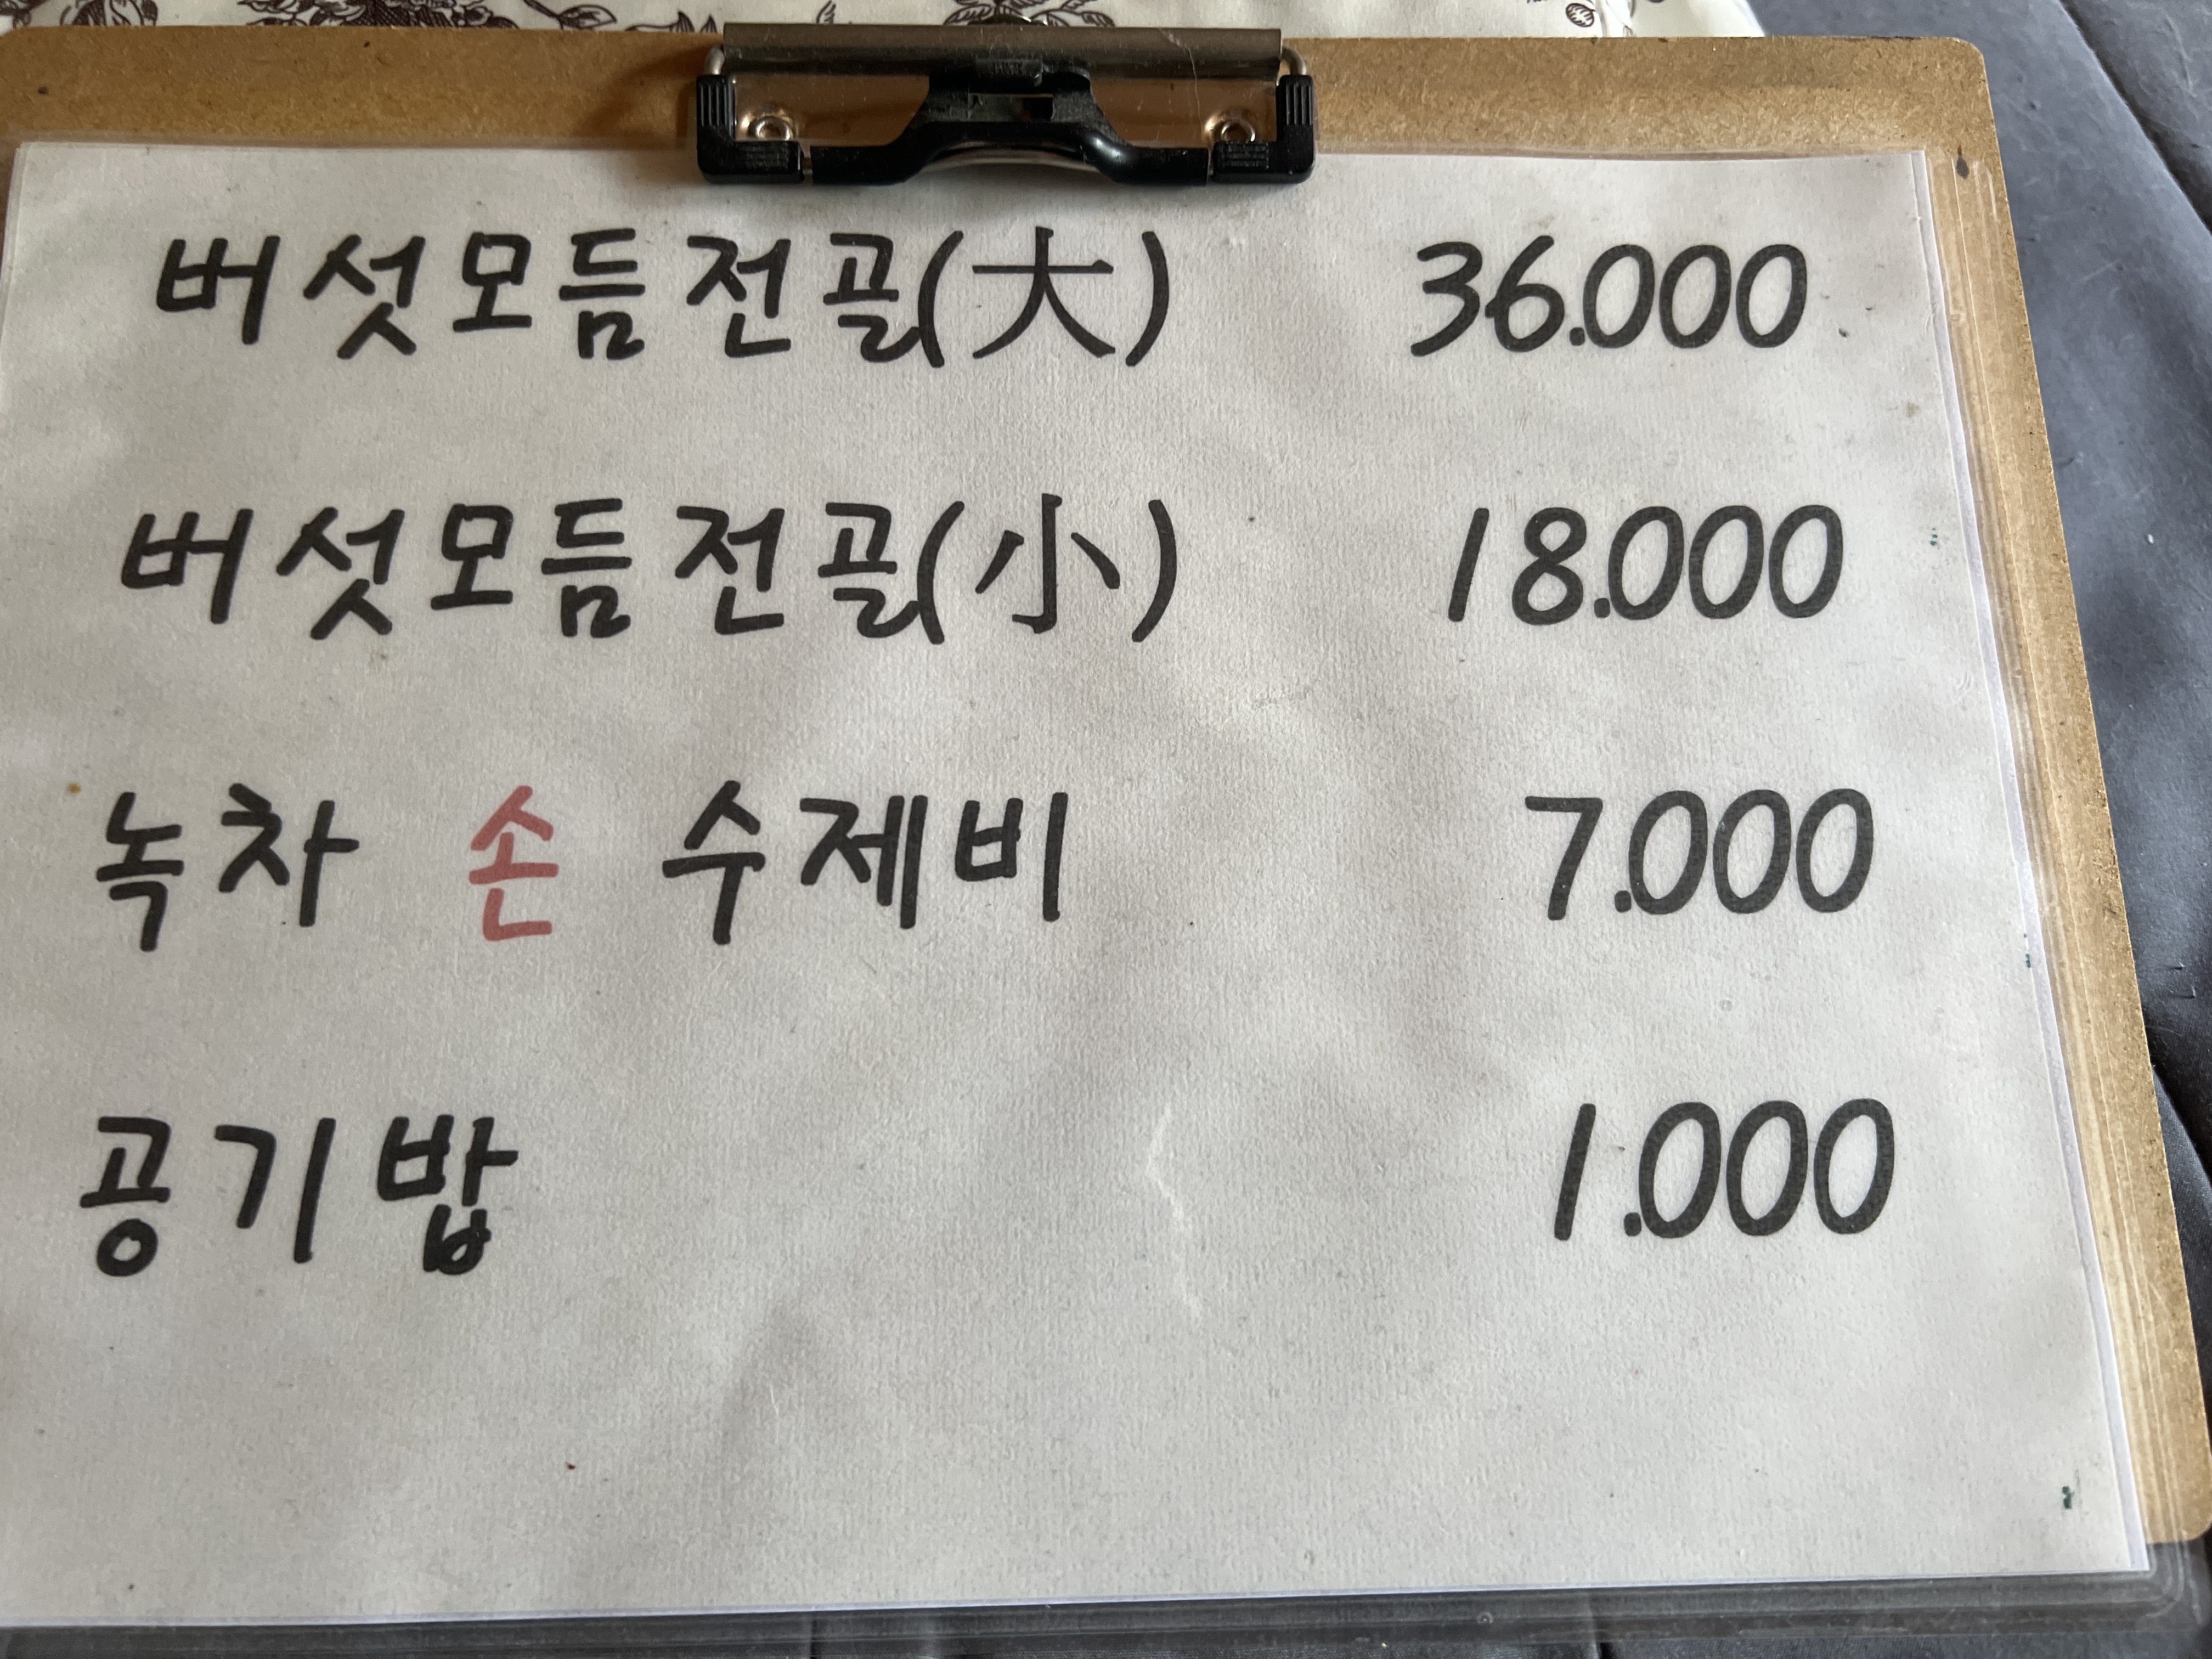 버섯모듬전골(大) 36.000
버섯모듬전골(小) 18.000
녹차 손 수제비 7.000
공기밥 1.000